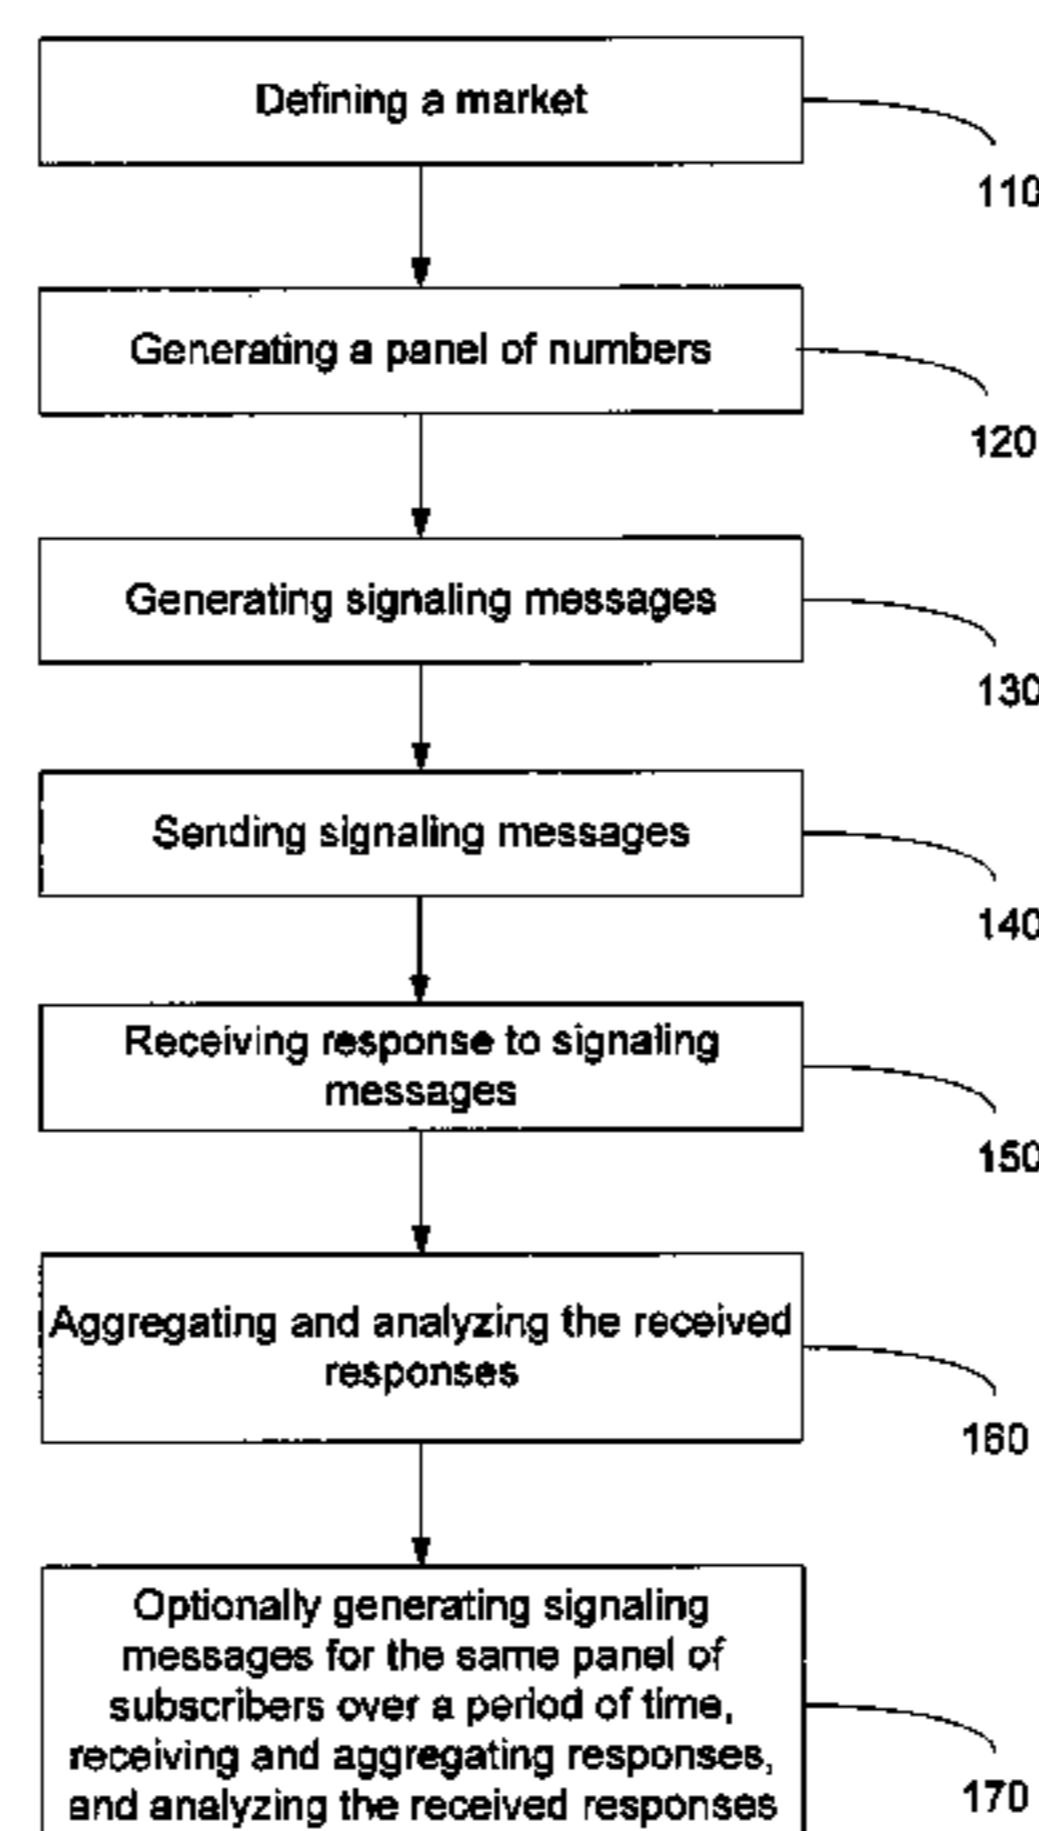 Defining a market
110
Generating a panel of numbers
120
Generating signaling messages
130
Sending signaling messages
140
Receiving response to signaling
messages
150
Aggregating and analyzing the received
responses
160
Optionally generating signaling
messages for the same panel of
subscribers over a period of time,
receiving and aggregating responses,
and analyzing the received responses
170